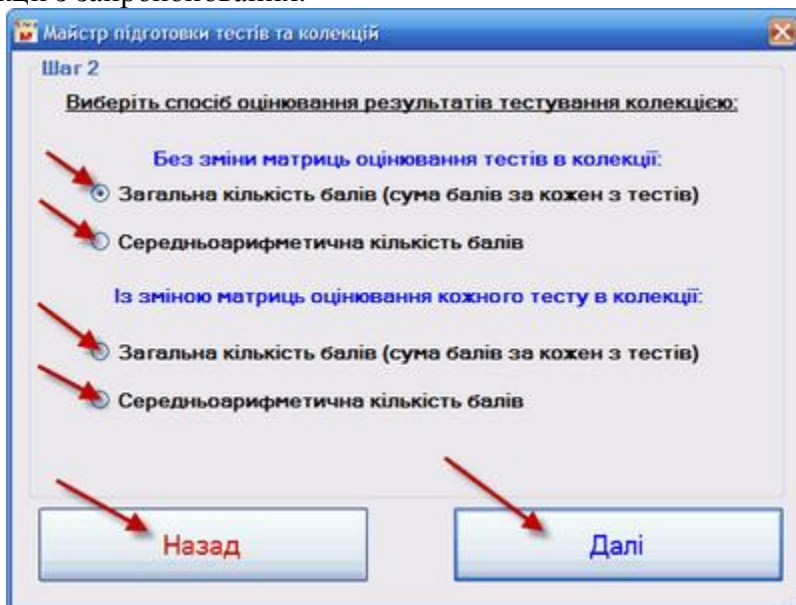 Майстр підготовки тестів та колекцій
Шаг 2
Виберіть спосіб оцінювання результатів тестування колекцією:
Без зміни матриць оцінювання тестів в колекції:
Загальна кількість балів (сума балів за кожен з тестів)
Середньоарифметична кількість балів
Із зміною матриць оцінювання кожного тесту в колекції:
Загальна кількість балів (сума балів за кожен з тестів)
Середньоарифметична кількість балів
Назад
Далі